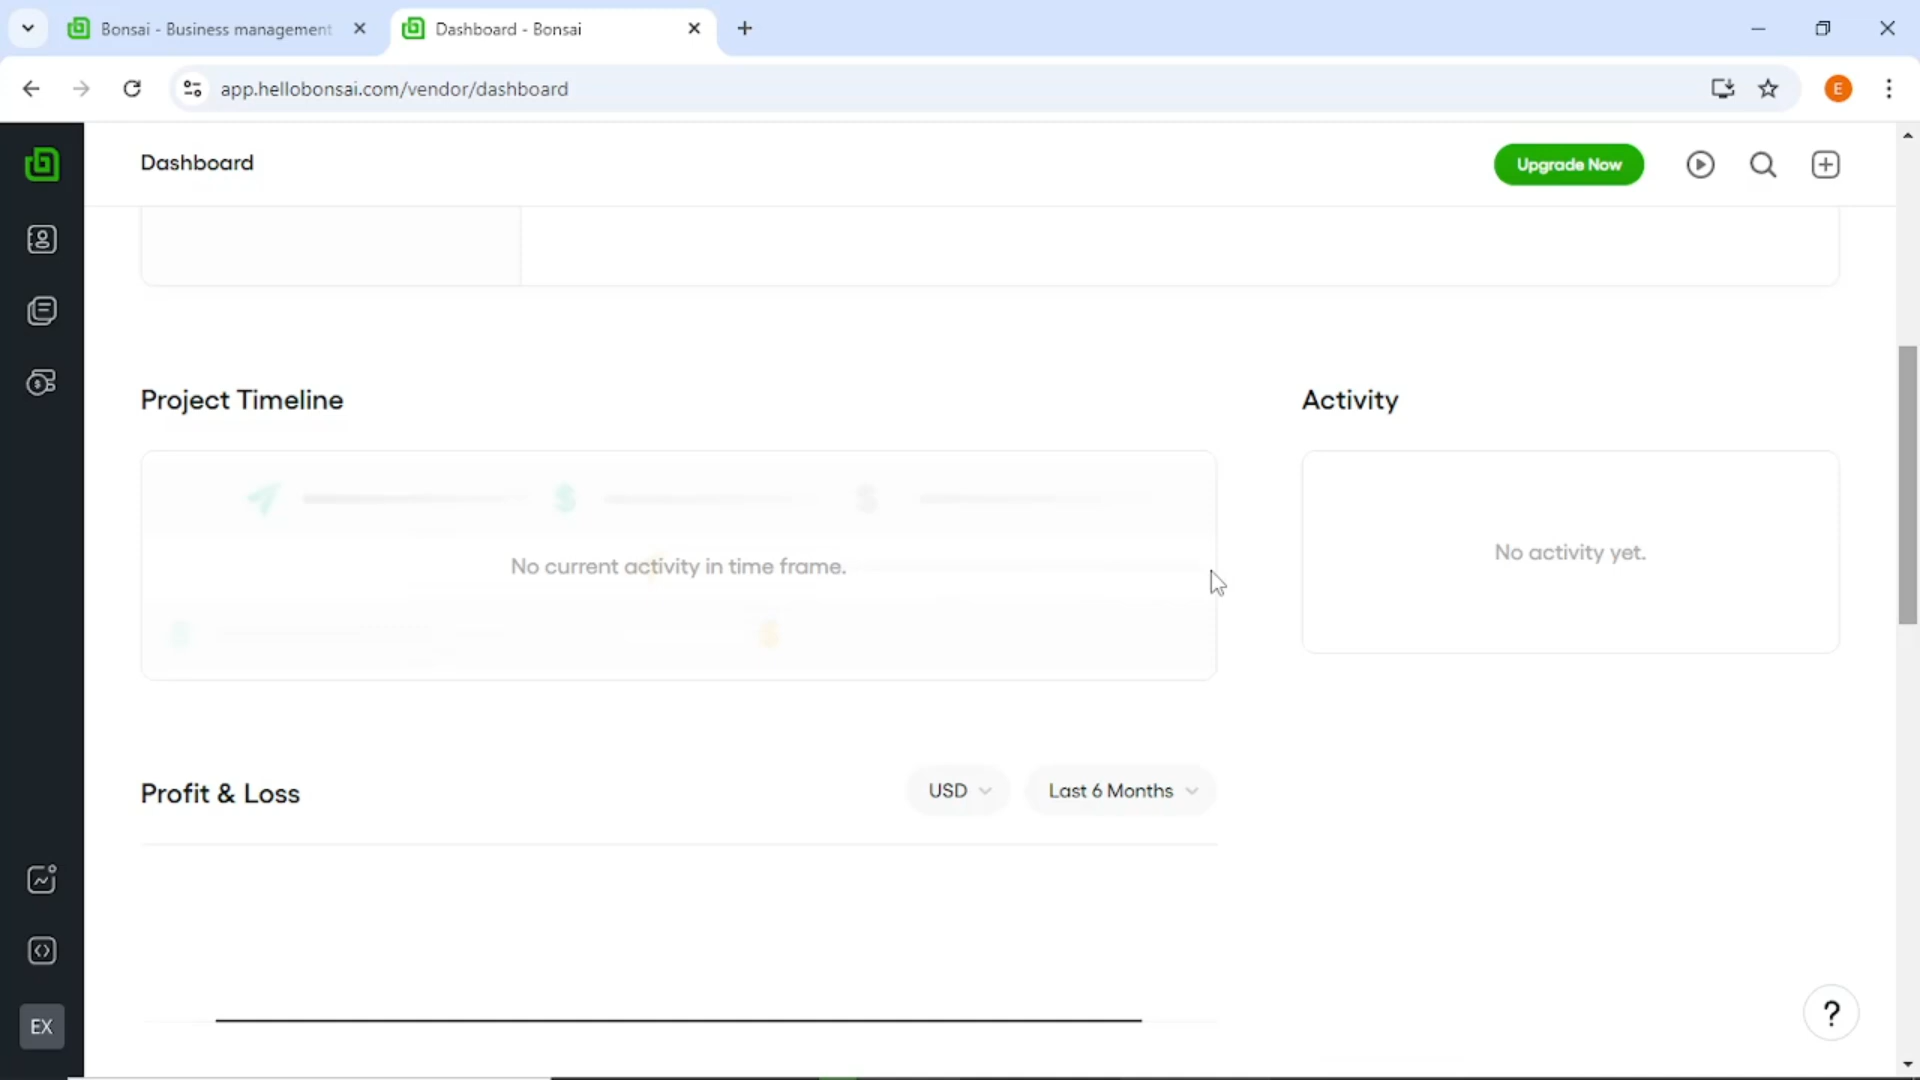 Bonsai - Business management
Dashboard - Bonsai
app.hellobonsai.com/vendor/dashboard
E
Dashboard
Upgrade Now
Project Timeline
Activity
No current activity in time frame.
No activity yet.
Profit & Loss
USD
Last 6 Months
EX
?